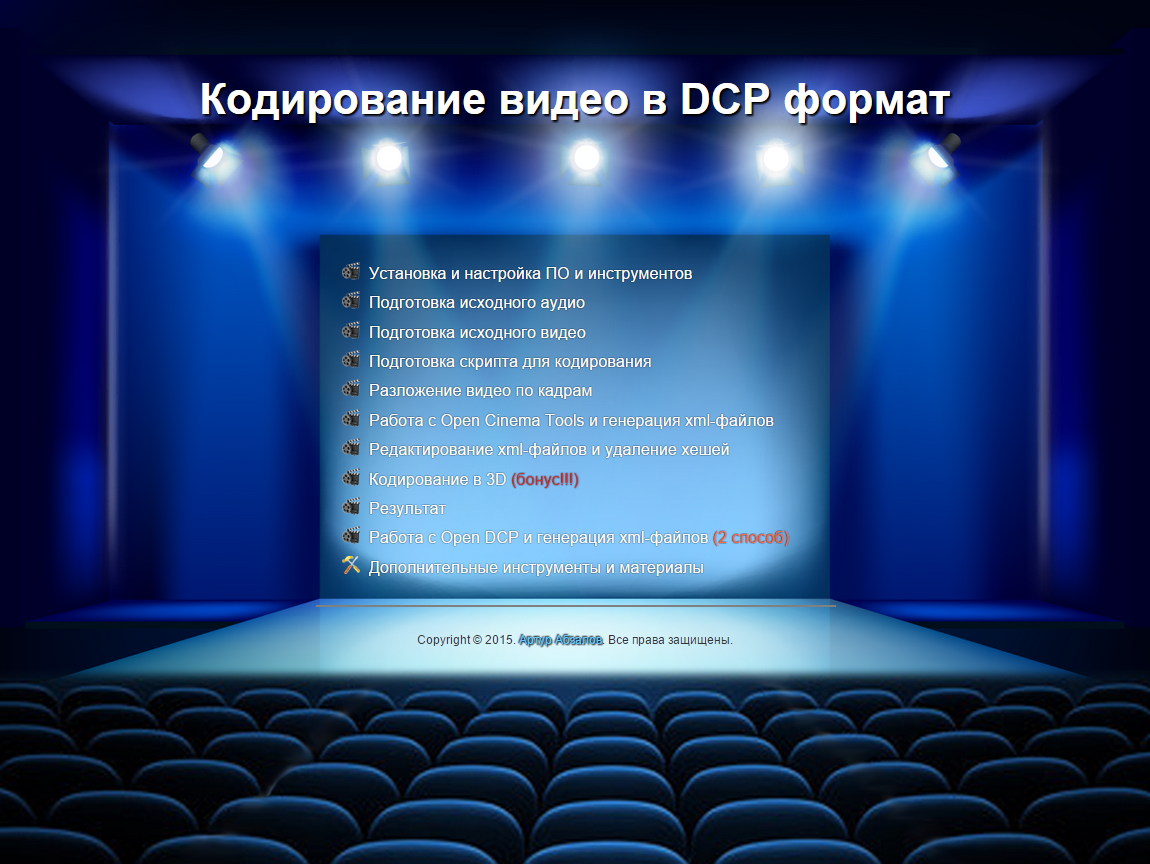 Кодирование видео в DCP формат
Установка и настройка ПО и инструментов
Подготовка исходного аудио
Подготовка исходного видео
Подготовка скрипта для кодирования
Разложение видео по кадрам
Работа с Open Cinema Tools и генерация xml-файлов
Редактирование xml-файлов и удаление хешей
Кодирование в 3D (бонус!!!)
Результат
Работа с Open DCP и генерация xml-файлов (2 способ)
Дополнительные инструменты и материалы
Copyright © 2015. Артур Абзалов. Все права защищены.